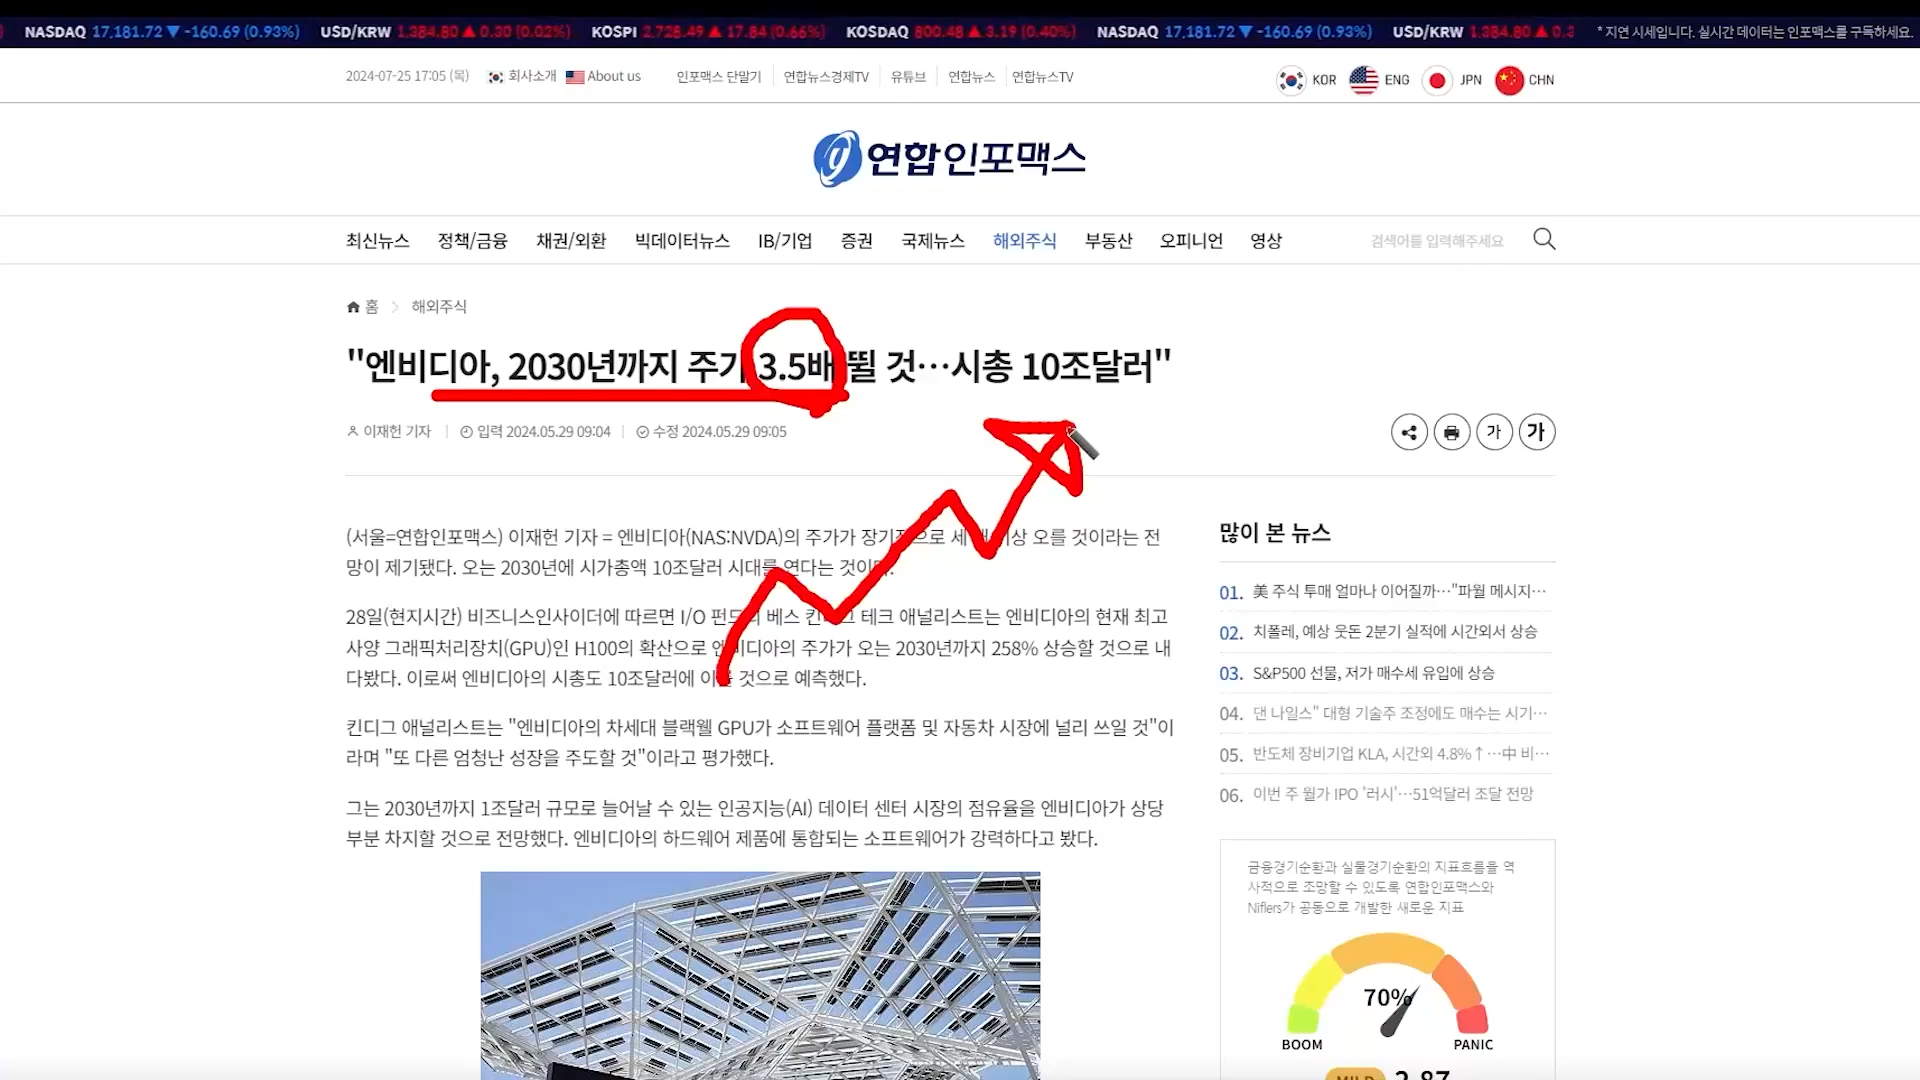 NASDAQ 17,181.72 ▼ -160.69 (0.93%) USD/KRW 1,384.80 ▲ 0.30 (0.02%) KOSPI 2,728.49 ▲ 17.84 (0.66%) KOSDAQ 800.48 ▲ 3.19 (0.40%) NASDAQ 17,181.72 ▼ -160.69 (0.93%) USD/KRW 1,384.80 ▲ 0.3 * 지연 시세입니다. 실시간 데이터는 인포맥스를 구독하세요.
2024-07-25 17:05 (목) 회사소개 About us 인포맥스 단말기 연합뉴스경제TV 유튜브 연합뉴스 연합뉴스TV KOR ENG JPN CHN
연합인포맥스
최신뉴스 정책/금융 채권/외환 빅데이터뉴스 IB/기업 증권 국제뉴스 해외주식 부동산 오피니언 영상 검색어를 입력해주세요
홈 > 해외주식
"엔비디아, 2030년까지 주가 3.5배 뛸 것…시총 10조달러"
이재헌 기자 입력 2024.05.29 09:04 수정 2024.05.29 09:05 가 가
(서울=연합인포맥스) 이재헌 기자 = 엔비디아(NAS:NVDA)의 주가가 장기적으로 세 배 이상 오를 것이라는 전
망이 제기됐다. 오는 2030년에 시가총액 10조달러 시대를 연다는 것이다.
28일(현지시간) 비즈니스인사이더에 따르면 I/O 펀드의 베스 킨디그 테크 애널리스트는 엔비디아의 현재 최고
사양 그래픽처리장치(GPU)인 H100의 확산으로 엔비디아의 주가가 오는 2030년까지 258% 상승할 것으로 내
다봤다. 이로써 엔비디아의 시총도 10조달러에 이를 것으로 예측했다.
킨디그 애널리스트는 "엔비디아의 차세대 블랙웰 GPU가 소프트웨어 플랫폼 및 자동차 시장에 널리 쓰일 것"이
라며 "또 다른 엄청난 성장을 주도할 것"이라고 평가했다.
그는 2030년까지 1조달러 규모로 늘어날 수 있는 인공지능(AI) 데이터 센터 시장의 점유율을 엔비디아가 상당
부분 차지할 것으로 전망했다. 엔비디아의 하드웨어 제품에 통합되는 소프트웨어가 강력하다고 봤다.
많이 본 뉴스
01. 美 주식 투매 얼마나 이어질까…"파월 메시지…
02. 치폴레, 예상 웃돈 2분기 실적에 시간외서 상승
03. S&P500 선물, 저가 매수세 유입에 상승
04. 댄 나일스" 대형 기술주 조정에도 매수는 시기…
05. 반도체 장비기업 KLA, 시간외 4.8%↑…中 비…
06. 이번 주 월가 IPO '러시'…51억달러 조달 전망
금융경기순환과 실물경기순환의 지표흐름을 역
사적으로 조망할 수 있도록 연합인포맥스와
Niflers가 공동으로 개발한 새로운 지표
70%
BOOM PANIC
MILD 2.87